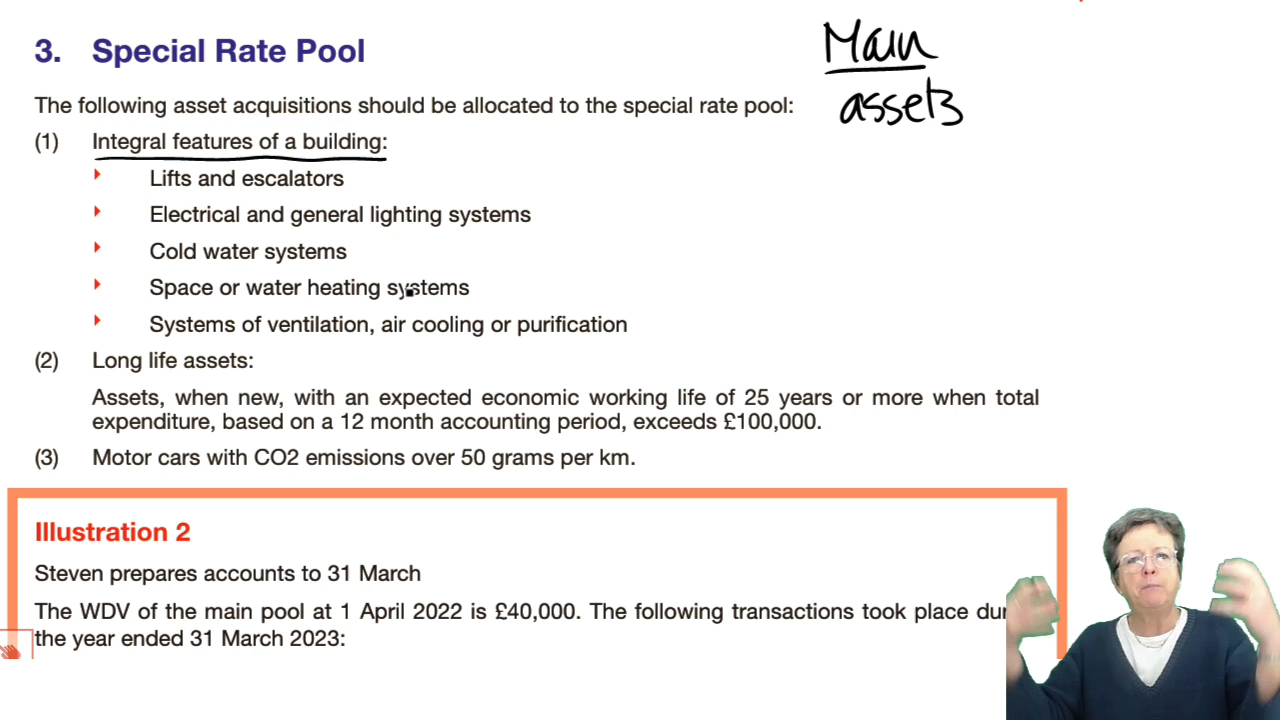 3. Special Rate Pool
Main
assets
The following asset acquisitions should be allocated to the special rate pool:
(1) Integral features of a building:
Lifts and escalators
Electrical and general lighting systems
Cold water systems
Space or water heating systems
Systems of ventilation, air cooling or purification
(2) Long life assets:
Assets, when new, with an expected economic working life of 25 years or more when total
expenditure, based on a 12 month accounting period, exceeds £100,000.
(3) Motor cars with CO2 emissions over 50 grams per km.
Illustration 2
Steven prepares accounts to 31 March
The WDV of the main pool at 1 April 2022 is £40,000. The following transactions took place
the year ended 31 March 2023: